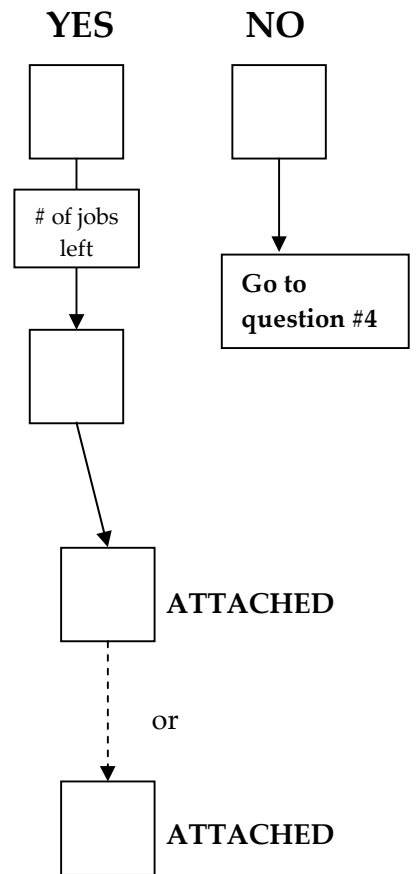 YES NO
# of jobs
left
Go to
question #4
ATTACHED
or
ATTACHED